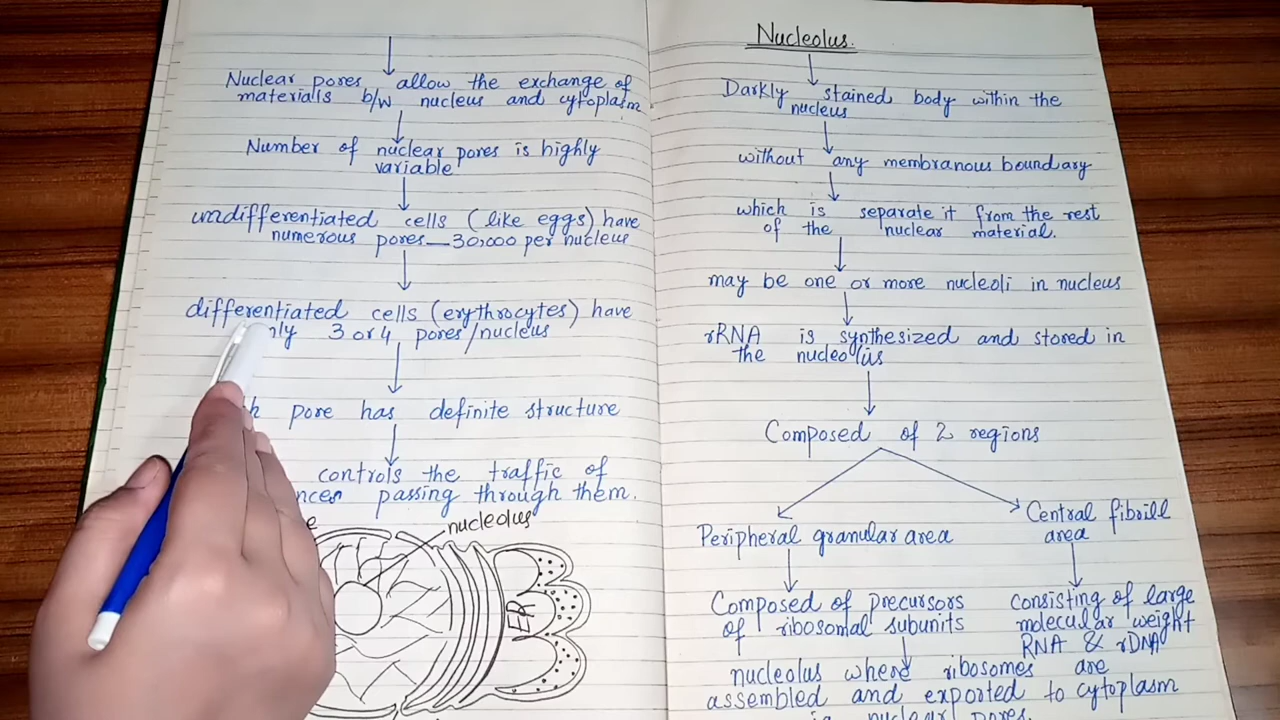 Nuclear pores allow the exchange of
materials b/w nucleus and cytoplasm
Number of nuclear pores is highly
variable
undifferentiated cells (like eggs) have
numerous pores — 30,000 per nucleus
differentiated cells (erythrocytes) have
3 or 4 pores/nucleus
pore has definite structure
controls the traffic of
passing through them.
nucleolus
ER
Nucleolus.
Darkly stained body within the
nucleus
without any membranous boundary
which is separate it from the rest
of the nuclear material.
may be one or more nucleoli in nucleus
rRNA is synthesized and stored in
the nucleolus
Composed of 2 regions
Peripheral granular area
Central fibrill
area
Composed of precursors
of ribosomal subunits
consisting of large
molecular weight
RNA & rDNA
nucleolus where ribosomes are
assembled and exported to cytoplasm
nuclear pores.